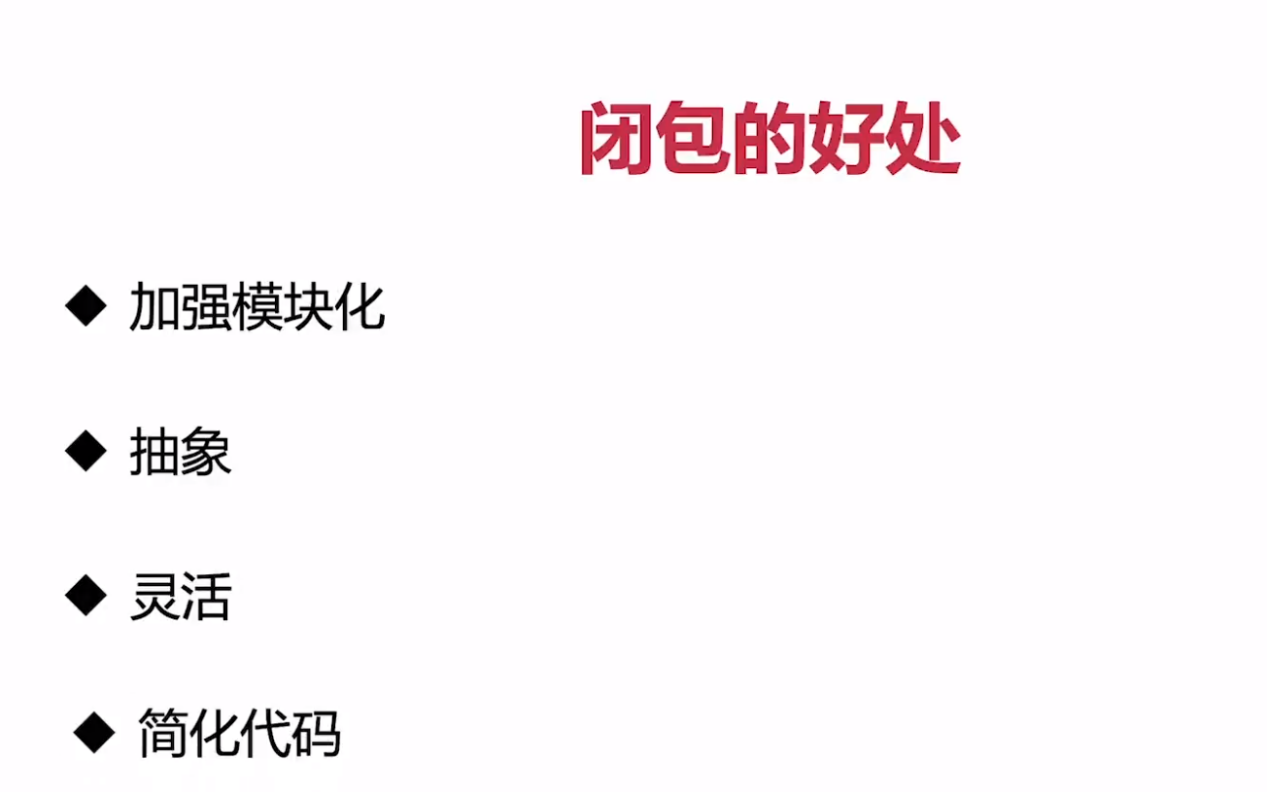 闭包的好处
◆ 加强模块化
◆ 抽象
◆ 灵活
◆ 简化代码